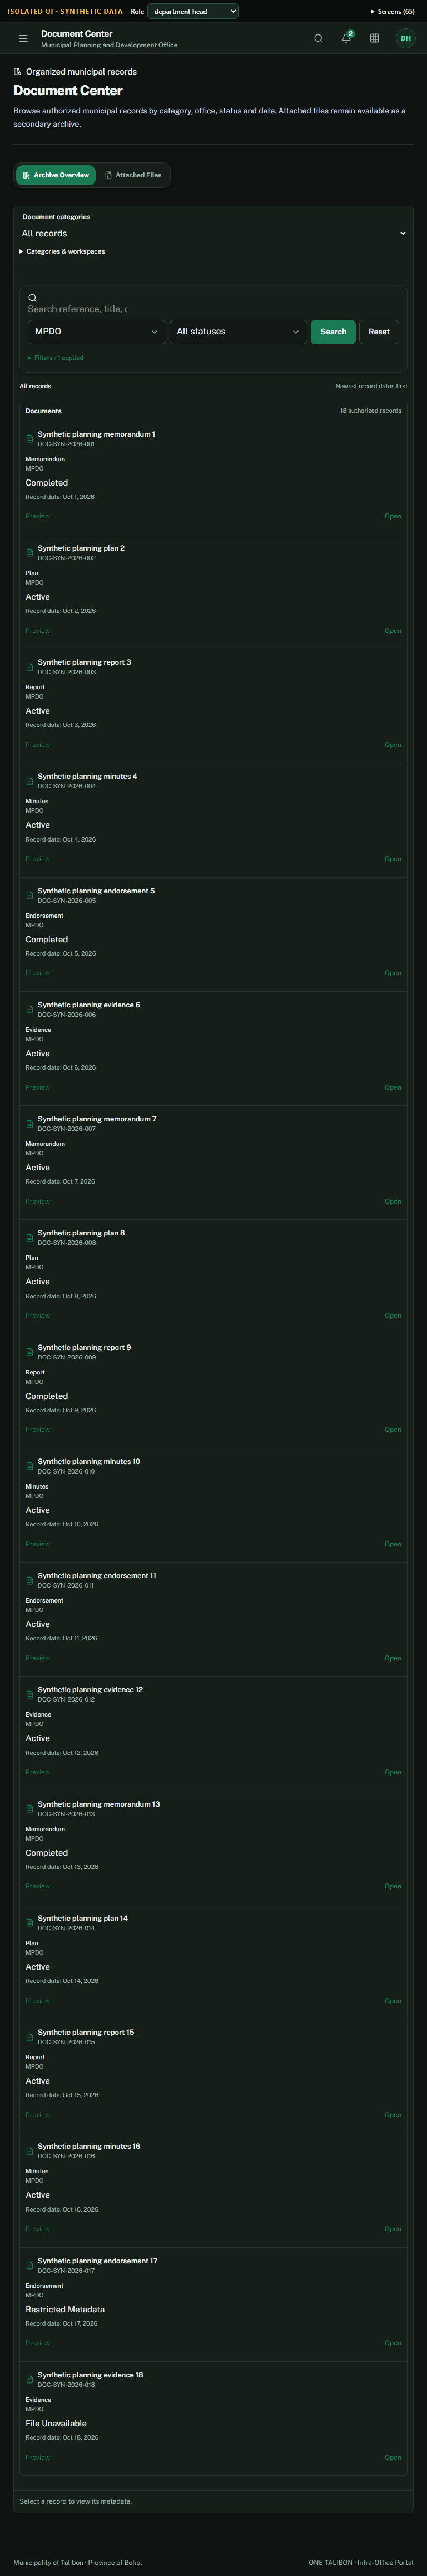 ISOLATED UI · SYNTHETIC DATA Role department head Screens (65)
Document Center
Municipal Planning and Development Office
2
DH
Organized municipal records
Document Center
Browse authorized municipal records by category, office, status and date. Attached files remain available as a
secondary archive.
Archive Overview Attached Files
Document categories
All records
Categories & workspaces
Search reference, title, c
MPDO All statuses Search Reset
Filters / 1 applied
All records Newest record dates first
Documents 18 authorized records
Synthetic planning memorandum 1
DOC-SYN-2026-001
Memorandum
MPDO
Completed
Record date: Oct 1, 2026
Preview Open
Synthetic planning plan 2
DOC-SYN-2026-002
Plan
MPDO
Active
Record date: Oct 2, 2026
Preview Open
Synthetic planning report 3
DOC-SYN-2026-003
Report
MPDO
Active
Record date: Oct 3, 2026
Preview Open
Synthetic planning minutes 4
DOC-SYN-2026-004
Minutes
MPDO
Active
Record date: Oct 4, 2026
Preview Open
Synthetic planning endorsement 5
DOC-SYN-2026-005
Endorsement
MPDO
Completed
Record date: Oct 5, 2026
Preview Open
Synthetic planning evidence 6
DOC-SYN-2026-006
Evidence
MPDO
Active
Record date: Oct 6, 2026
Preview Open
Synthetic planning memorandum 7
DOC-SYN-2026-007
Memorandum
MPDO
Active
Record date: Oct 7, 2026
Preview Open
Synthetic planning plan 8
DOC-SYN-2026-008
Plan
MPDO
Active
Record date: Oct 8, 2026
Preview Open
Synthetic planning report 9
DOC-SYN-2026-009
Report
MPDO
Completed
Record date: Oct 9, 2026
Preview Open
Synthetic planning minutes 10
DOC-SYN-2026-010
Minutes
MPDO
Active
Record date: Oct 10, 2026
Preview Open
Synthetic planning endorsement 11
DOC-SYN-2026-011
Endorsement
MPDO
Active
Record date: Oct 11, 2026
Preview Open
Synthetic planning evidence 12
DOC-SYN-2026-012
Evidence
MPDO
Active
Record date: Oct 12, 2026
Preview Open
Synthetic planning memorandum 13
DOC-SYN-2026-013
Memorandum
MPDO
Completed
Record date: Oct 13, 2026
Preview Open
Synthetic planning plan 14
DOC-SYN-2026-014
Plan
MPDO
Active
Record date: Oct 14, 2026
Preview Open
Synthetic planning report 15
DOC-SYN-2026-015
Report
MPDO
Active
Record date: Oct 15, 2026
Preview Open
Synthetic planning minutes 16
DOC-SYN-2026-016
Minutes
MPDO
Active
Record date: Oct 16, 2026
Preview Open
Synthetic planning endorsement 17
DOC-SYN-2026-017
Endorsement
MPDO
Restricted Metadata
Record date: Oct 17, 2026
Preview Open
Synthetic planning evidence 18
DOC-SYN-2026-018
Evidence
MPDO
File Unavailable
Record date: Oct 18, 2026
Preview Open
Select a record to view its metadata.
Municipality of Talibon · Province of Bohol ONE TALIBON · Intra-Office Portal